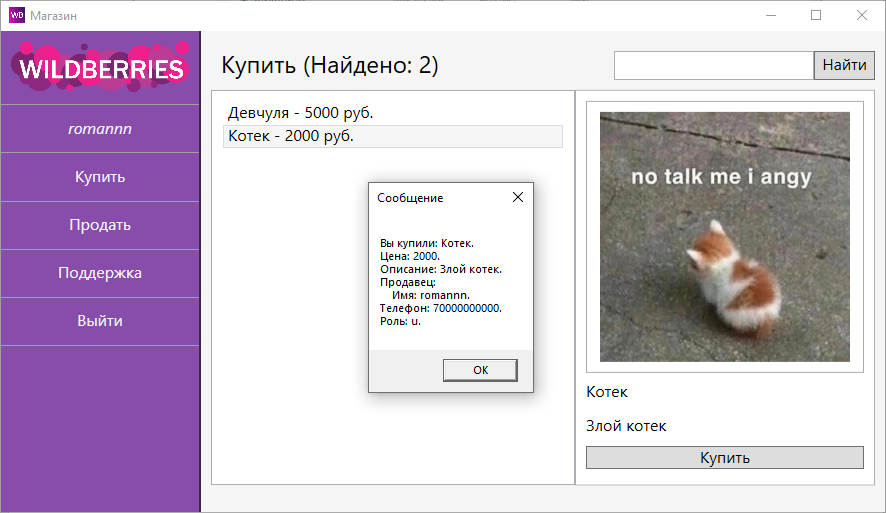 WB Магазин
WILDBERRIES
romannn
Купить
Продать
Поддержка
Выйти
Купить (Найдено: 2)
Найти
Девчуля - 5000 руб.
Котек - 2000 руб.
Сообщение
Вы купили: Котек.
Цена: 2000.
Описание: Злой котек.
Продавец:
Имя: romannn.
Телефон: 70000000000.
Роль: u.
OK
no talk me i angy
Котек
Злой котек
Купить